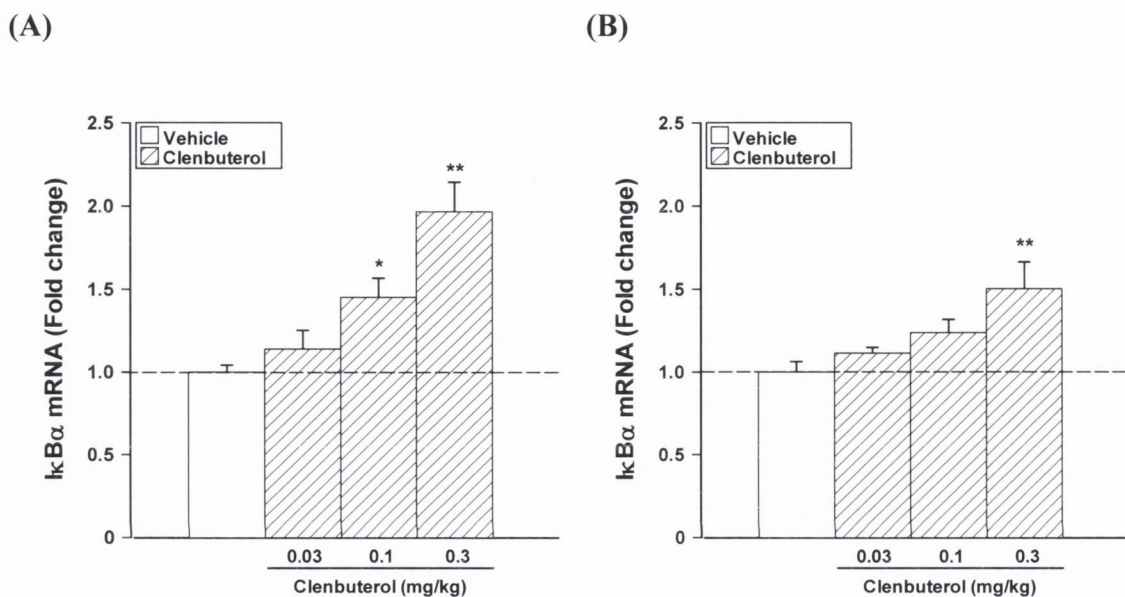 (A)
2.5
2.0
1.5
1.0
0.5
0
IκBα mRNA (Fold change)
Vehicle
Clenbuterol
*
**
0.03 0.1 0.3
Clenbuterol (mg/kg)
(B)
2.5
2.0
1.5
1.0
0.5
0
IκBα mRNA (Fold change)
Vehicle
Clenbuterol
**
0.03 0.1 0.3
Clenbuterol (mg/kg)